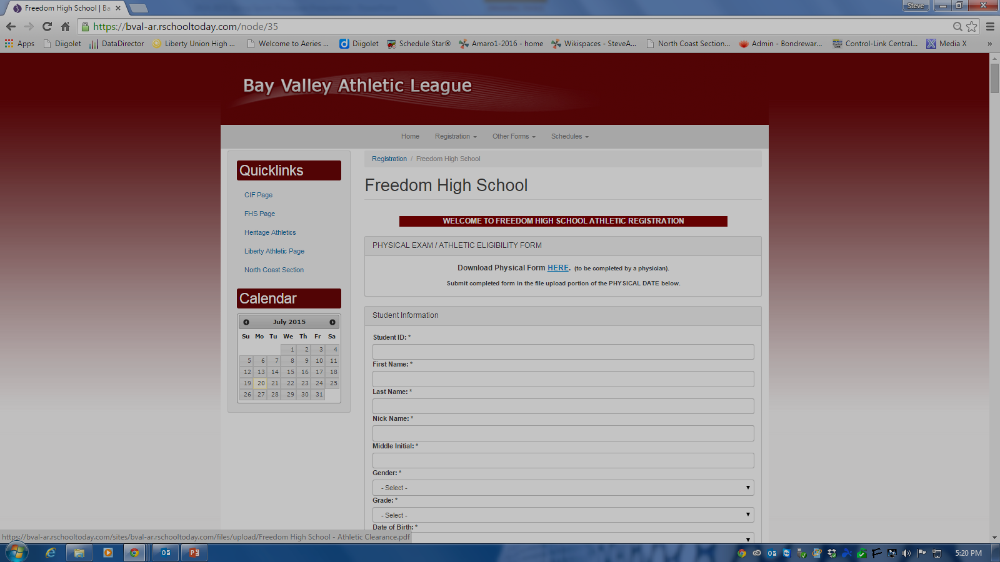 Freedom High School | Ba
Steve
https://bval-ar.rschooltoday.com/node/35
Apps Diigolet DataDirector Liberty Union High ... Welcome to Aeries ... Diigolet Schedule Star® Amaro1-2016 - home Wikispaces - SteveA... North Coast Section... Admin - Bondrewar... Control-Link Central... Media X »
Bay Valley Athletic League
Home Registration Other Forms Schedules
Quicklinks
CIF Page
FHS Page
Heritage Athletics
Liberty Athletic Page
North Coast Section
Calendar
July 2015
Su Mo Tu We Th Fr Sa
1 2 3 4
5 6 7 8 9 10 11
12 13 14 15 16 17 18
19 20 21 22 23 24 25
26 27 28 29 30 31
Registration / Freedom High School
Freedom High School
WELCOME TO FREEDOM HIGH SCHOOL ATHLETIC REGISTRATION
PHYSICAL EXAM / ATHLETIC ELIGIBILITY FORM
Download Physical Form HERE. (to be completed by a physician).
Submit completed form in the file upload portion of the PHYSICAL DATE below.
Student Information
Student ID: *
First Name: *
Last Name: *
Nick Name: *
Middle Initial: *
Gender: *
- Select -
Grade: *
- Select -
Date of Birth: *
https://bval-ar.rschooltoday.com/sites/bval-ar.rschooltoday.com/files/upload/Freedom High School - Athletic Clearance.pdf
5:20 PM